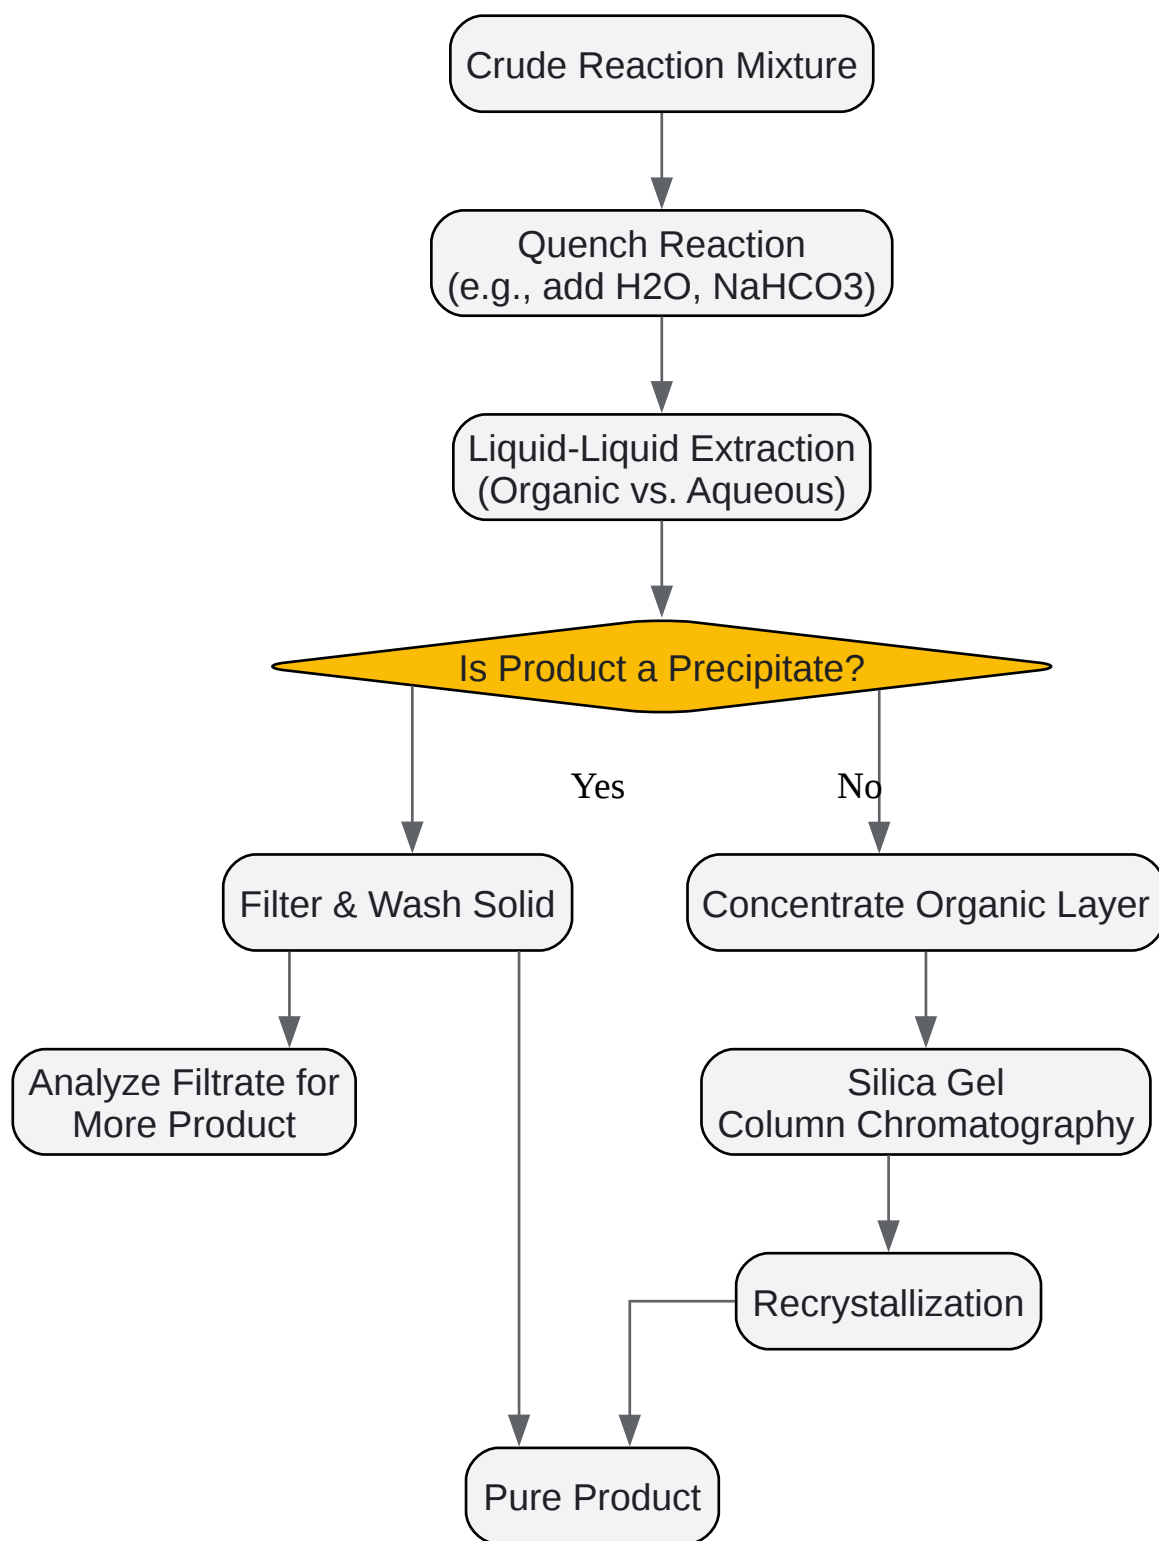 Crude Reaction Mixture
Quench Reaction
(e.g., add H2O, NaHCO3)
Liquid-Liquid Extraction
(Organic vs. Aqueous)
Is Product a Precipitate?
Yes
No
Filter & Wash Solid
Concentrate Organic Layer
Analyze Filtrate for
More Product
Silica Gel
Column Chromatography
Recrystallization
Pure Product